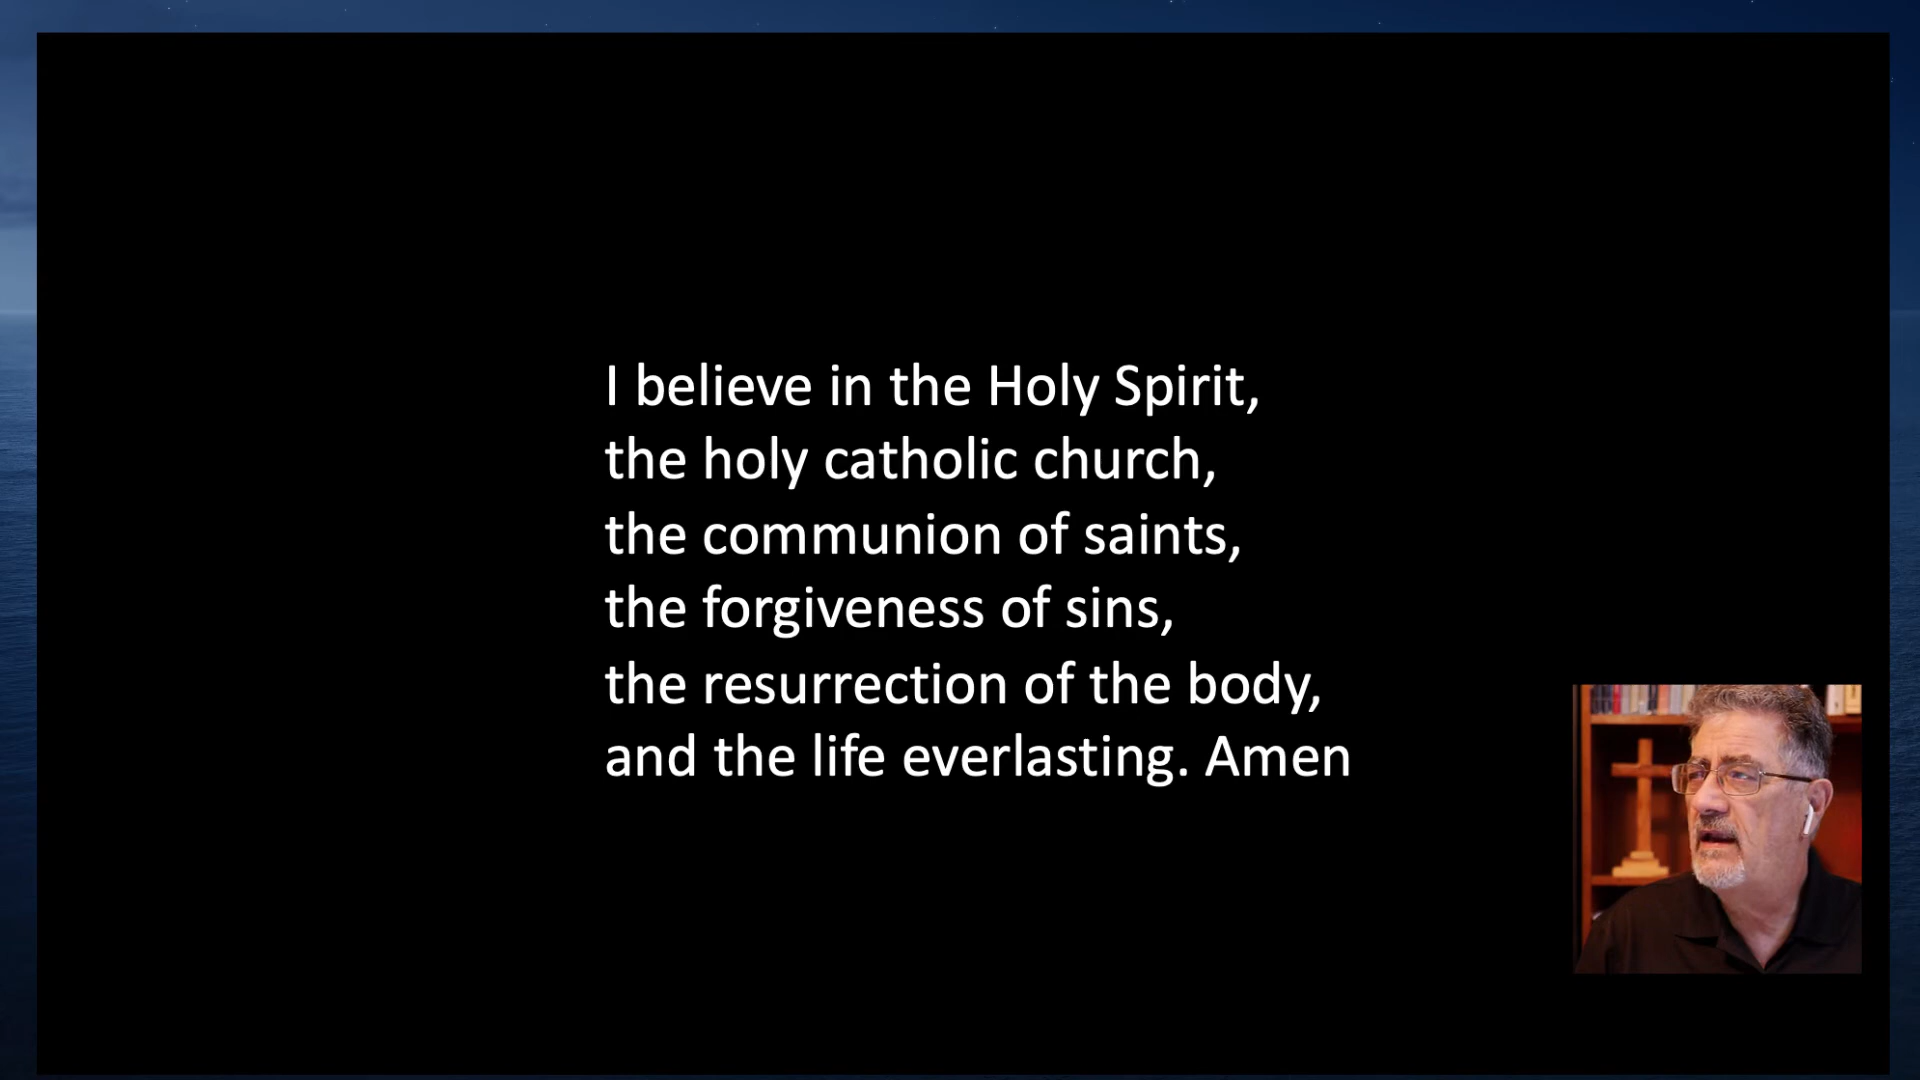 I believe in the Holy Spirit,
the holy catholic church,
the communion of saints,
the forgiveness of sins,
the resurrection of the body,
and the life everlasting. Amen